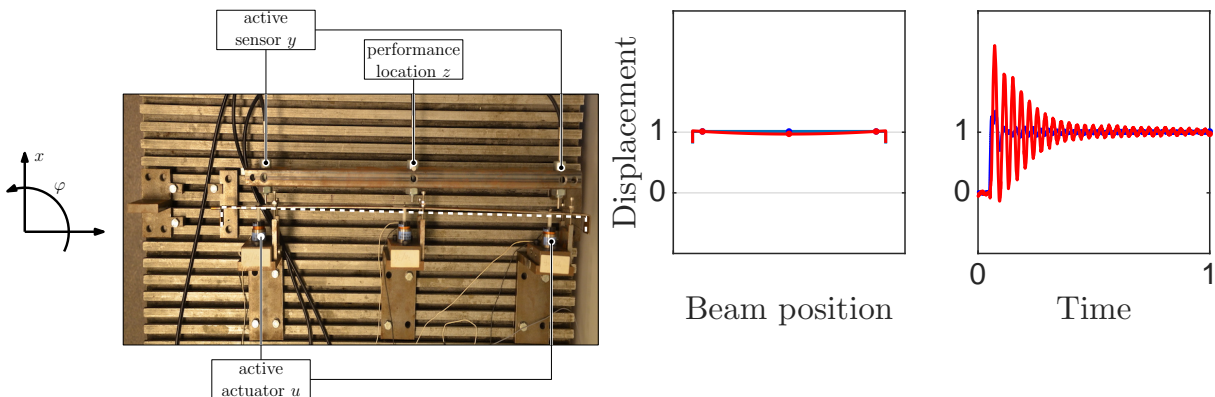 active
sensor y
performance
location z
x
φ
active
actuator u
Displacement
1
0
Beam position
1
0
0
1
Time